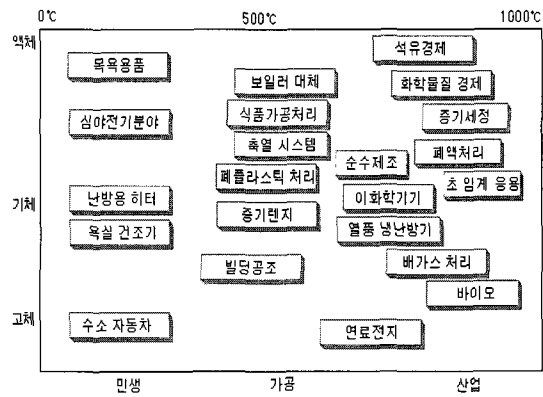 0℃ 500℃ 1000℃
액체
석유경제
목욕용품
보일러 대체
화학물질 경제
식품가공처리
증기세정
심야전기분야
축열 시스템
폐액처리
순수제조
폐플라스틱 처리
초 임계 응용
기체
난방용 히터
이화학기기
증기렌지
욕실 건조기
열품 냉난방기
빌딩공조
배가스 처리
바이오
고체
수소 자동차
연료전지
민생 가공 산업